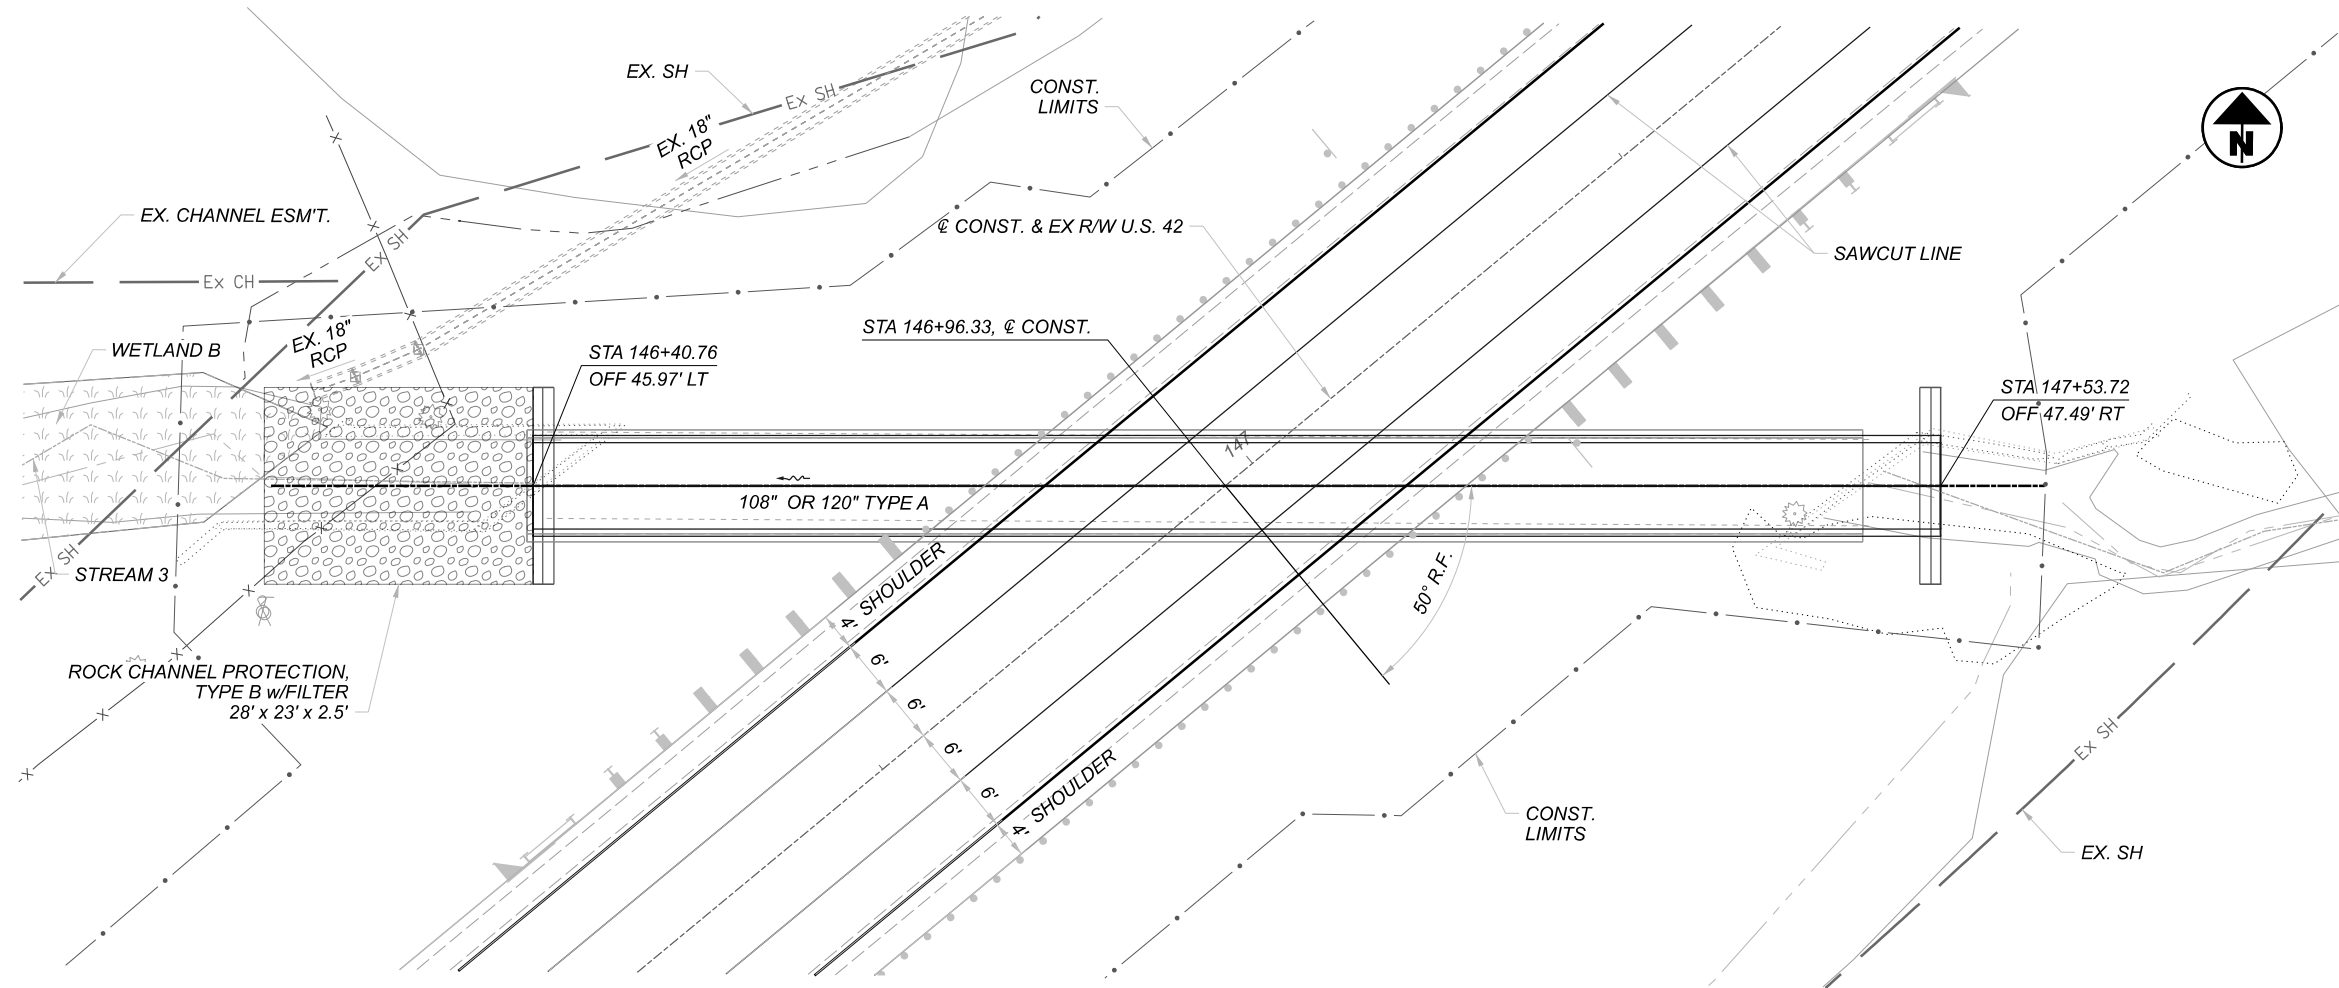 EX. SH
Ex SH
CONST.
LIMITS
EX. 18"
RCP
N
EX. CHANNEL ESM'T.
Ex SH
℄ CONST. & EX R/W U.S. 42
SAWCUT LINE
Ex CH
EX. 18"
RCP
STA 146+96.33, ℄ CONST.
WETLAND B
STA 146+40.76
OFF 45.97' LT
STA 147+53.72
OFF 47.49' RT
147
108" OR 120" TYPE A
Ex SH
STREAM 3
4' SHOULDER
50° R.F.
ROCK CHANNEL PROTECTION,
TYPE B w/FILTER
28' x 23' x 2.5'
6'
6'
6'
6'
4' SHOULDER
Ex SH
CONST.
LIMITS
EX. SH